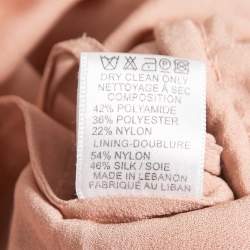 DRY CLEAN ONLY
NETTOYAGE À SEC
COMPOSITION
42% POLYAMIDE
36% POLYESTER
22% NYLON
LINING-DOUBLURE
54% NYLON
46% SILK / SOIE
MADE IN LEBANON
FABRIQUÉ AU LIBAN